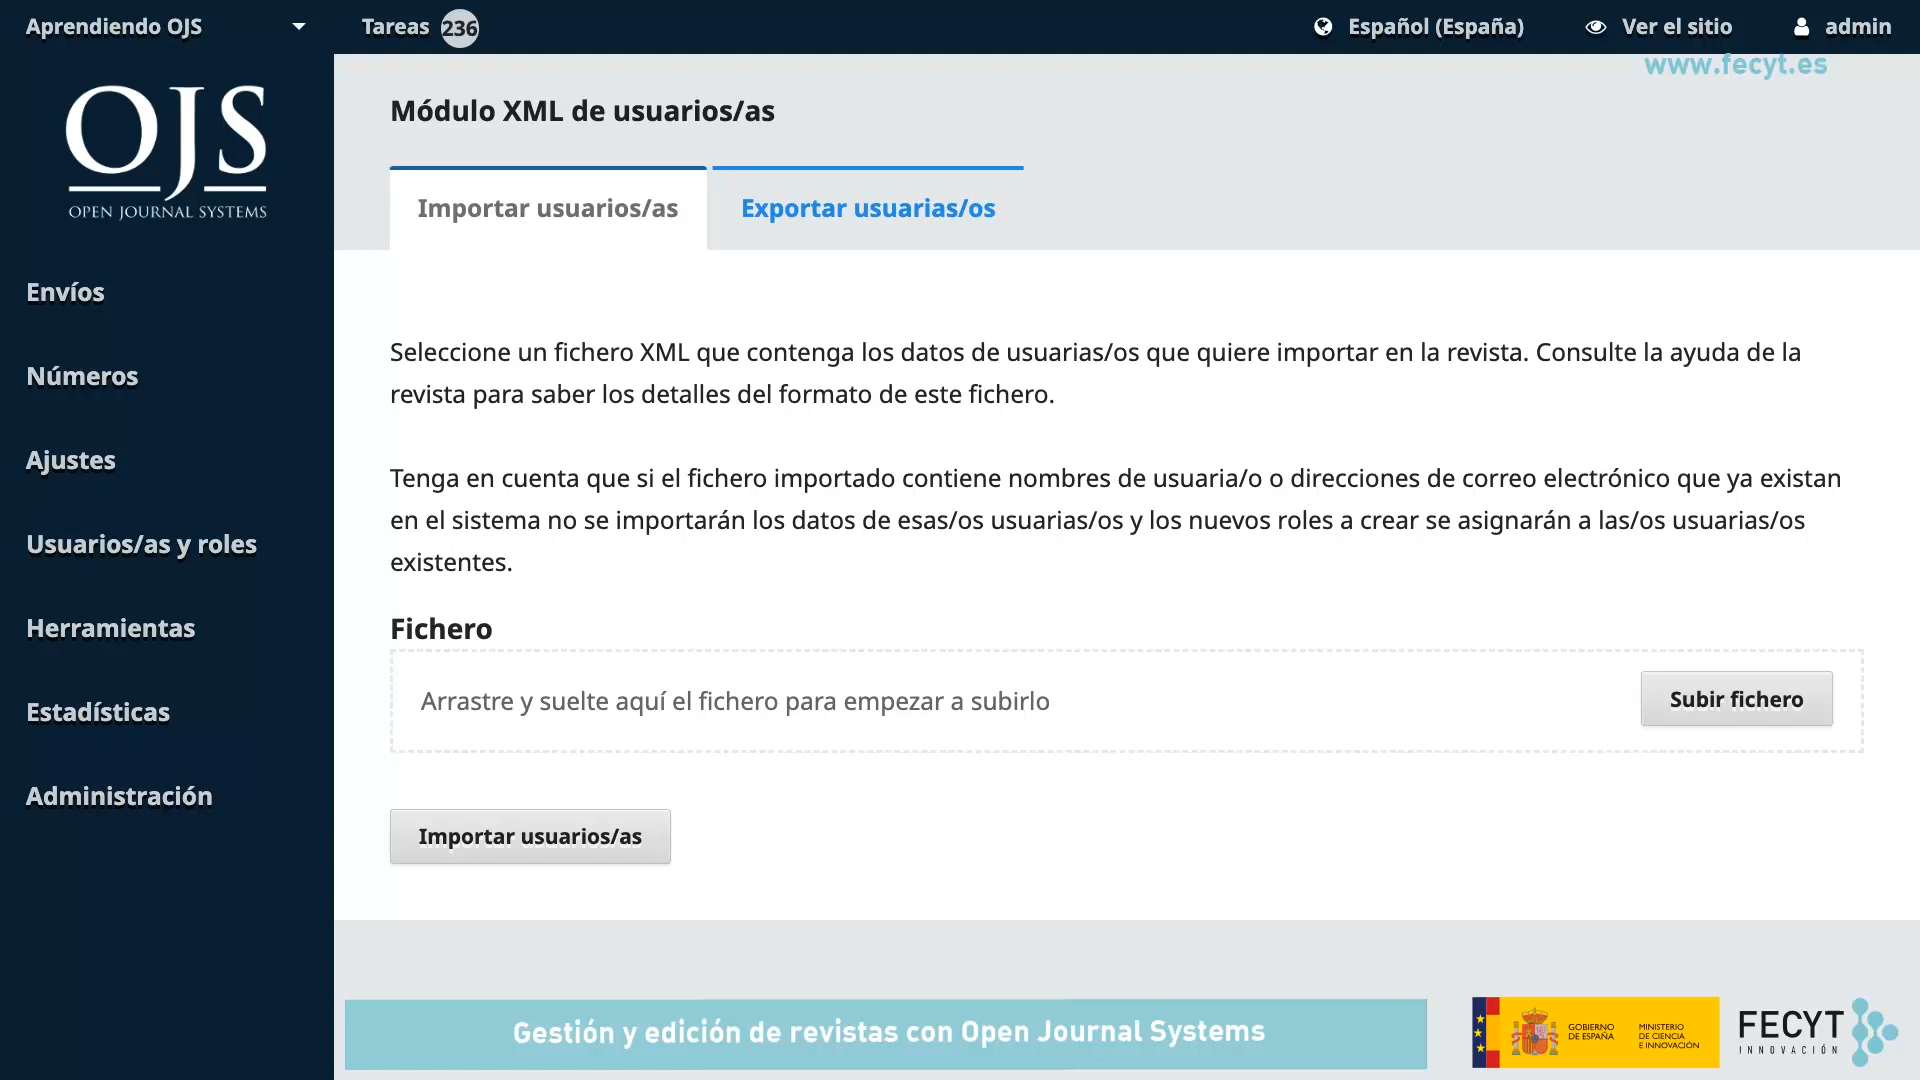 Aprendiendo OJS
Tareas 236
Español (España)
Ver el sitio
admin
www.fecyt.es
OJS
OPEN JOURNAL SYSTEMS
Envíos
Números
Ajustes
Usuarios/as y roles
Herramientas
Estadísticas
Administración
Módulo XML de usuarios/as
Importar usuarios/as
Exportar usuarias/os
Seleccione un fichero XML que contenga los datos de usuarias/os que quiere importar en la revista. Consulte la ayuda de la
revista para saber los detalles del formato de este fichero.
Tenga en cuenta que si el fichero importado contiene nombres de usuaria/o o direcciones de correo electrónico que ya existan
en el sistema no se importarán los datos de esas/os usuarias/os y los nuevos roles a crear se asignarán a las/os usuarias/os
existentes.
Fichero
Arrastre y suelte aquí el fichero para empezar a subirlo
Subir fichero
Importar usuarios/as
Gestión y edición de revistas con Open Journal Systems
GOBIERNO
DE ESPAÑA
MINISTERIO
DE CIENCIA
E INNOVACIÓN
FECYT
INNOVACIÓN